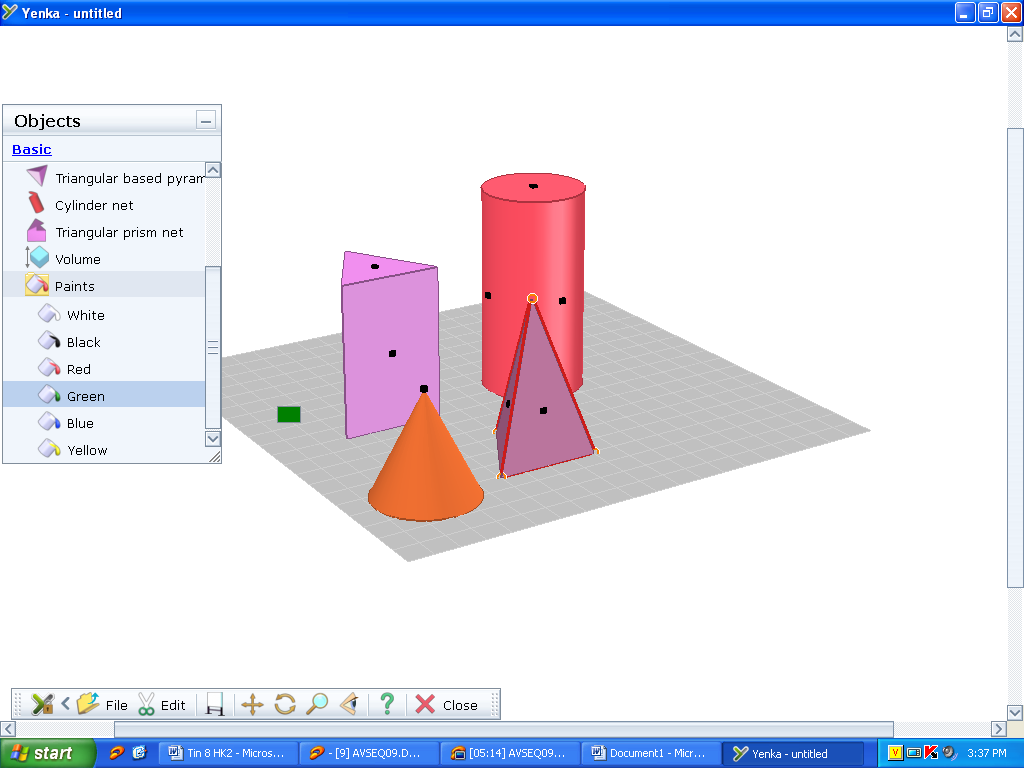 Yenka - untitled
Objects
Basic
Triangular based pyram
Cylinder net
Triangular prism net
Volume
Paints
White
Black
Red
Green
Blue
Yellow
File Edit ? Close
start Tin 8 HK2 - Micros... - [9] AVSEQ09.D... [05:14] AVSEQ09... Document1 - Micr... Yenka - untitled V K 3:37 PM